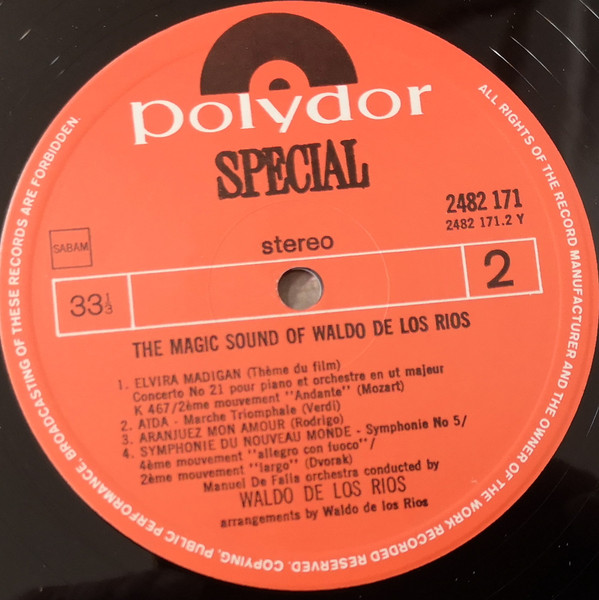 polydor
SPECIAL
2482 171
2482 171.2 Y
SABAM
stereo
33 1/3
2
THE MAGIC SOUND OF WALDO DE LOS RIOS
1. ELVIRA MADIGAN (Thème du film)
Concerto No 21 pour piano et orchestre en ut majeur
K 467/2ème mouvement "Andante" (Mozart)
2. AIDA - Marche Triomphale (Verdi)
3. ARANJUEZ MON AMOUR (Rodrigo)
4. SYMPHONIE DU NOUVEAU MONDE - Symphonie No 5/
4ème mouvement "allegro con fuoco"/
2ème mouvement "largo" (Dvorak)
Manuel De Falla orchestra conducted by
WALDO DE LOS RIOS
arrangements by Waldo de los Rios
ALL RIGHTS OF THE RECORD MANUFACTURER AND THE OWNER OF THE WORK RECORDED RESERVED. COPYING, PUBLIC PERFORMANCE, BROADCASTING OF THESE RECORDS ARE FORBIDDEN.